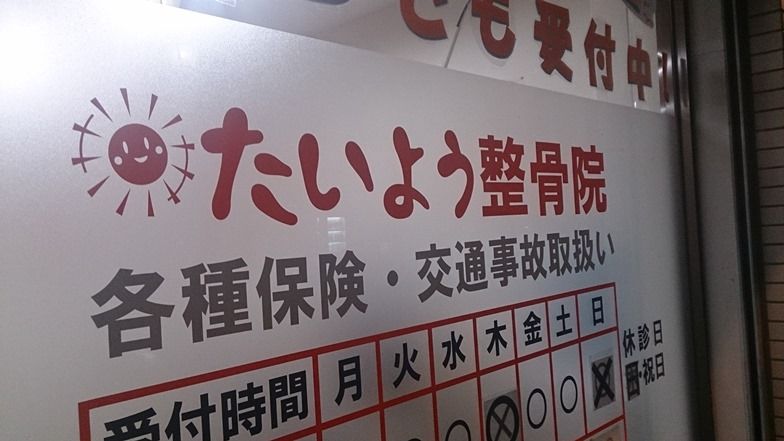 でも受付中
たいよう整骨院
各種保険・交通事故取扱い
受付時間 月 火 水 木 金 土 日
休診日
・祝日